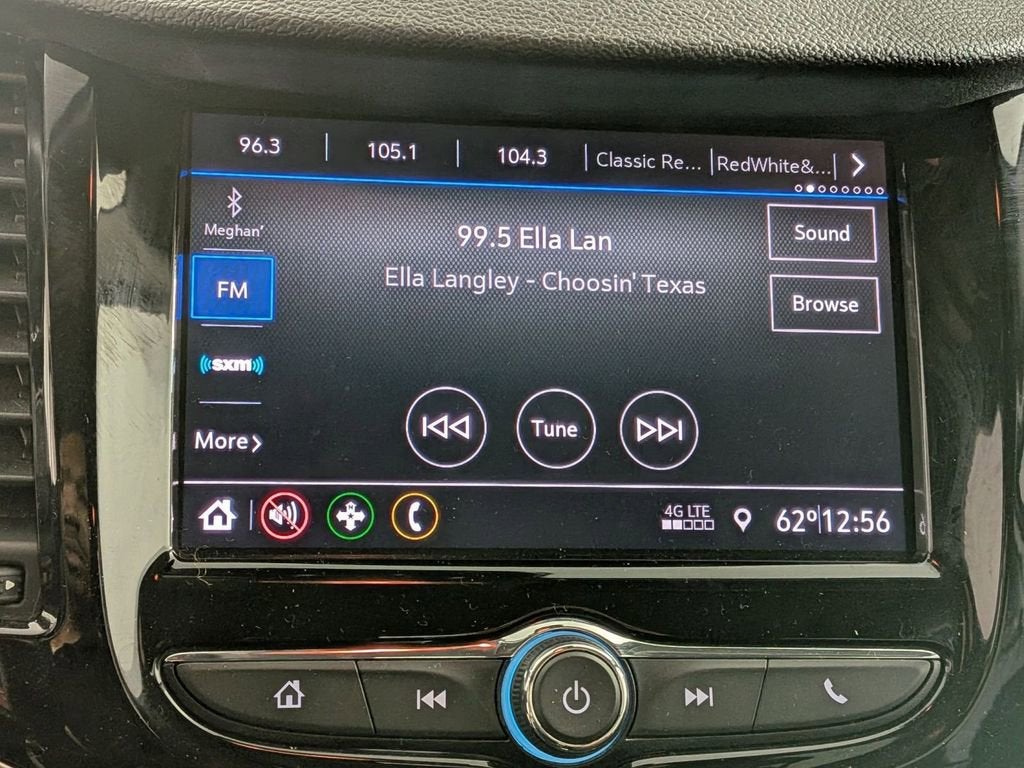 96.3 105.1 104.3 Classic Re... RedWhite&...
Meghan'
99.5 Ella Lan
Sound
Ella Langley - Choosin' Texas
FM
Browse
sxm
Tune
More
4G LTE
62° 12:56